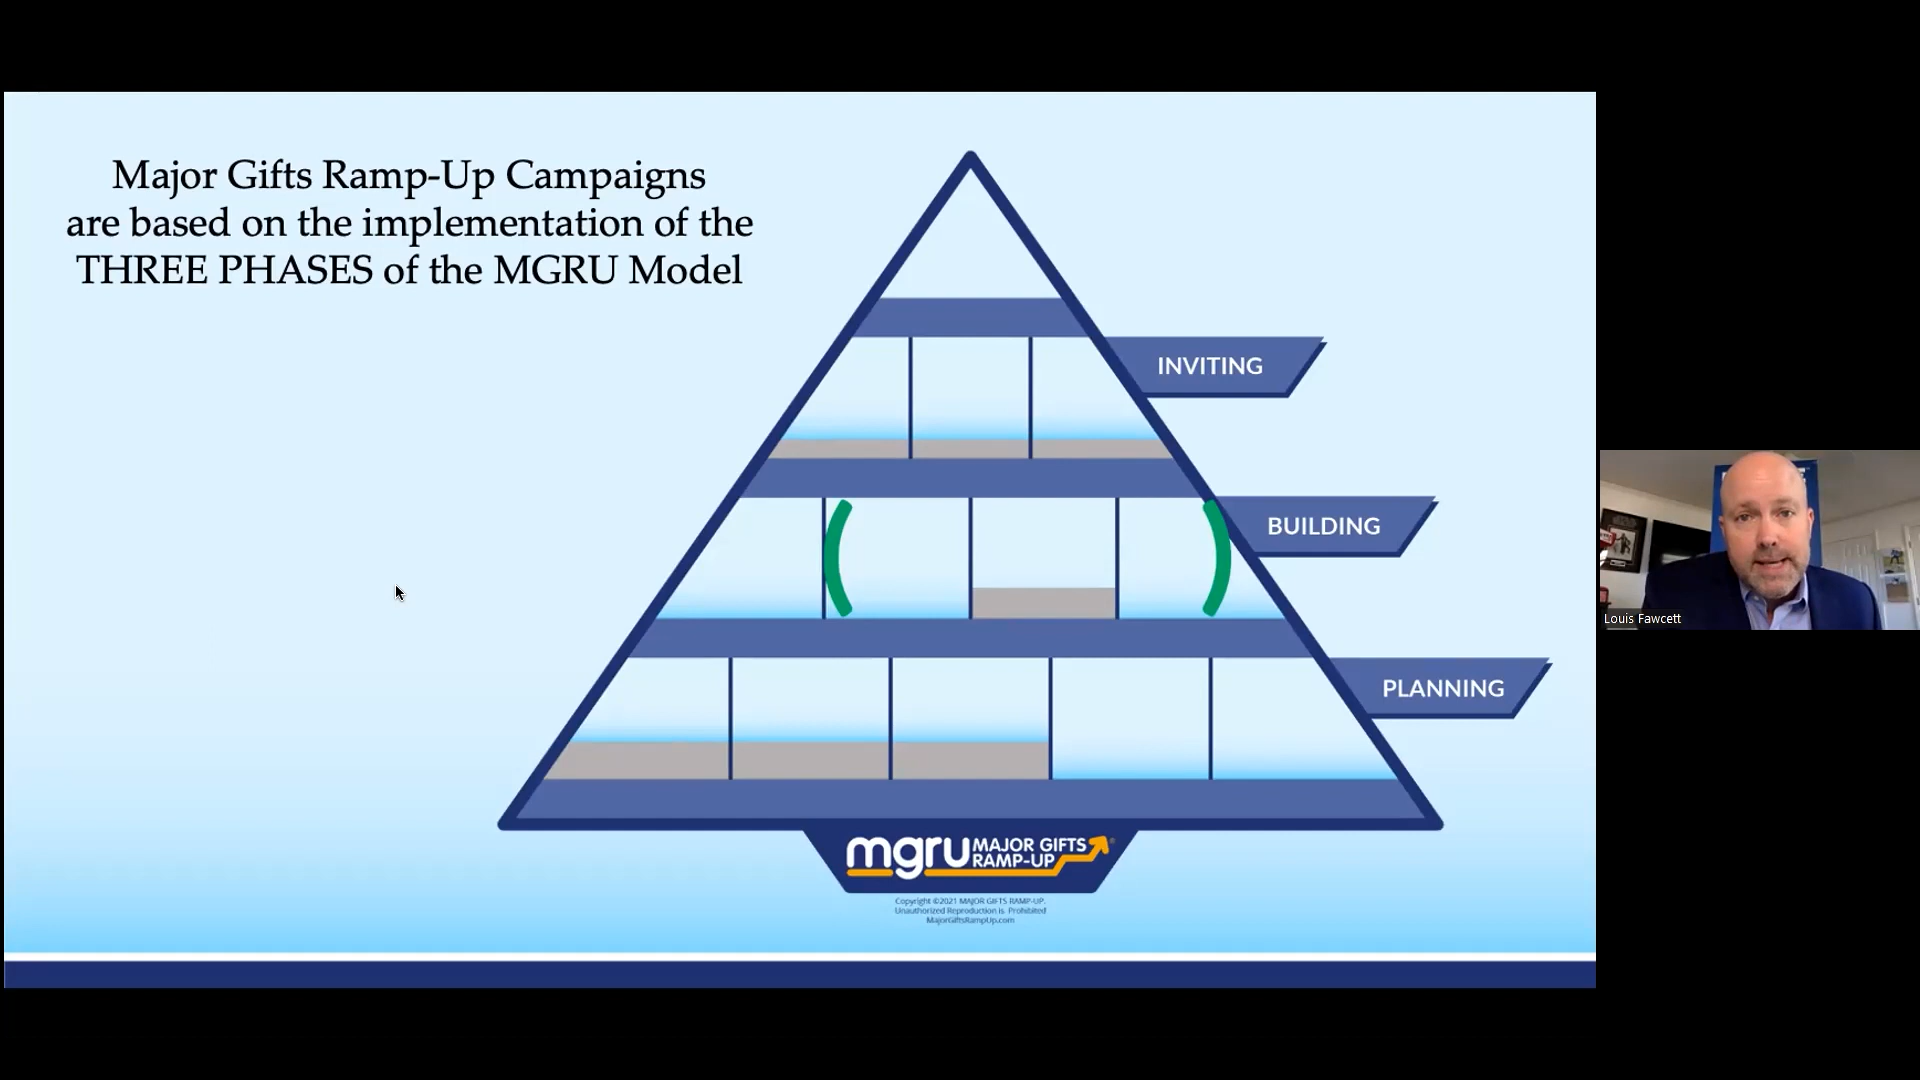 Major Gifts Ramp-Up Campaigns
are based on the implementation of the
THREE PHASES of the MGRU Model
INVITING
BUILDING
PLANNING
mgru MAJOR GIFTS
RAMP-UP
Copyright ©2021 MAJOR GIFTS RAMP-UP.
Unauthorized Reproduction is Prohibited
MajorGiftsRampUp.com
Louis Fawcett